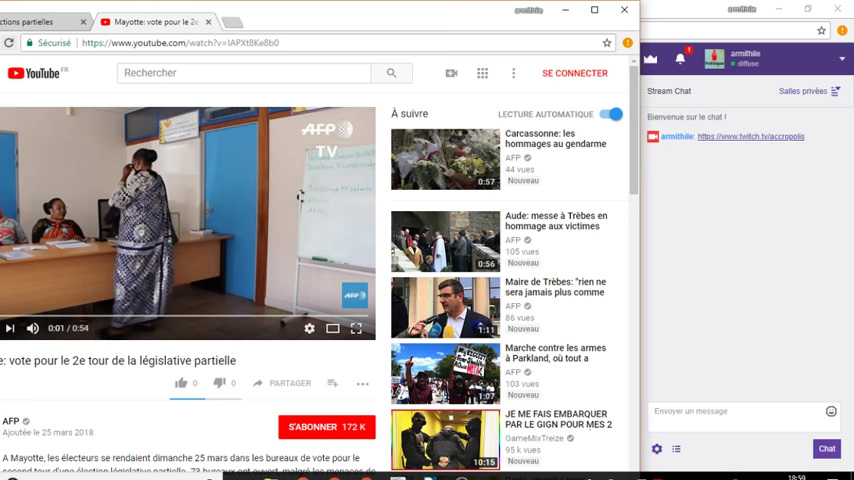 ctions partielles
Mayotte: vote pour le 2e
armithile
armithile
Sécurisé
https://www.youtube.com/watch?v=IAPXt8Ke8b0
YouTube FR
Rechercher
SE CONNECTER
AFP
TV
AFP
0:01 / 0:54
e: vote pour le 2e tour de la législative partielle
0
0
PARTAGER
AFP
Ajoutée le 25 mars 2018
S'ABONNER 172 K
A Mayotte, les électeurs se rendaient dimanche 25 mars dans les bureaux de vote pour le
À suivre
LECTURE AUTOMATIQUE
Carcassonne: les
hommages au gendarme
AFP
44 vues
Nouveau
0:57
Aude: messe à Trèbes en
hommage aux victimes
AFP
105 vues
Nouveau
0:56
Maire de Trèbes: "rien ne
sera jamais plus comme
AFP
86 vues
Nouveau
1:11
Marche contre les armes
à Parkland, où tout a
AFP
103 vues
Nouveau
1:07
JE ME FAIS EMBARQUER
PAR LE GIGN POUR MES 2
GameMixTreize
95 k vues
Nouveau
10:15
1
armithile
diffuse
Stream Chat
Salles privées
Bienvenue sur le chat !
armithile: https://www.twitch.tv/accropolis
Envoyer un message
Chat
18:59